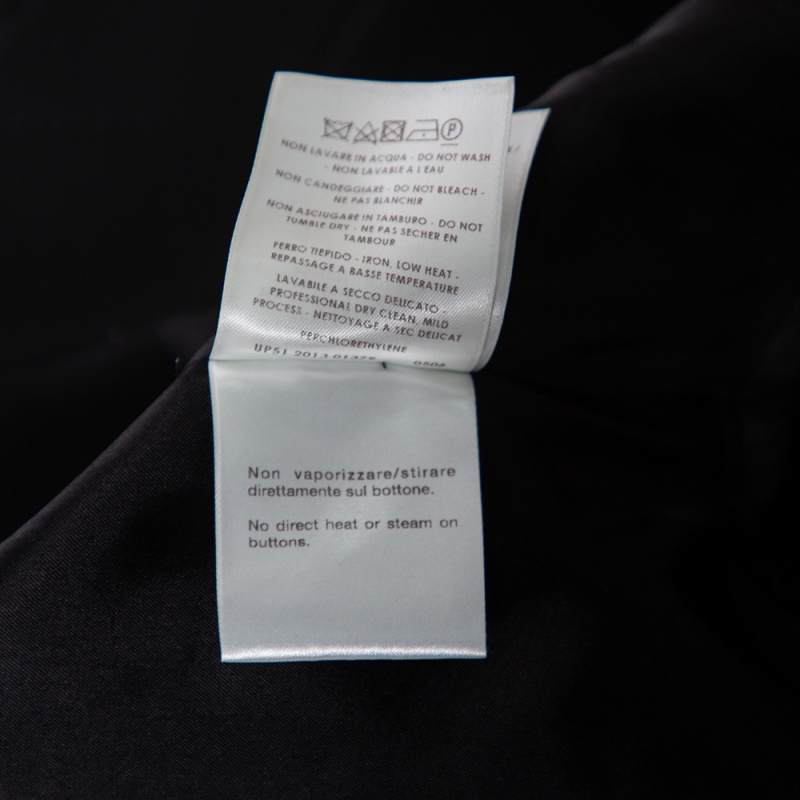 P
NON LAVARE IN ACQUA - DO NOT WASH
- NON LAVABLE A L EAU
NON CANDEGGIARE - DO NOT BLEACH -
NE PAS BLANCHIR
NON ASCIUGARE IN TAMBURO - DO NOT
TUMBLE DRY - NE PAS SECHER EN
TAMBOUR
FERRO TIEPIDO - IRON, LOW HEAT -
REPASSAGE A BASSE TEMPERATURE
LAVABILE A SECCO DELICATO -
PROFESSIONAL DRY CLEAN, MILD
PROCESS - NETTOYAGE A SEC DELICAT
PERCHLORETHYLENE
2013
Non vaporizzare/stirare
direttamente sul bottone.
No direct heat or steam on
buttons.